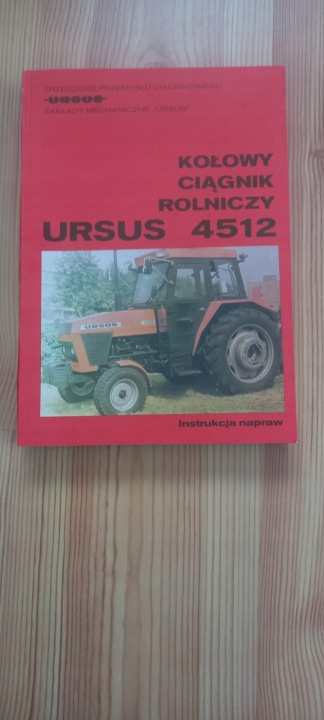 ZRZESZENIE PRZEMYSŁU CIĄGNIKOWEGO
URSUS
ZAKŁADY MECHANICZNE „URSUS”
KOŁOWY
CIĄGNIK
ROLNICZY
URSUS 4512
URSUS
Instrukcja napraw